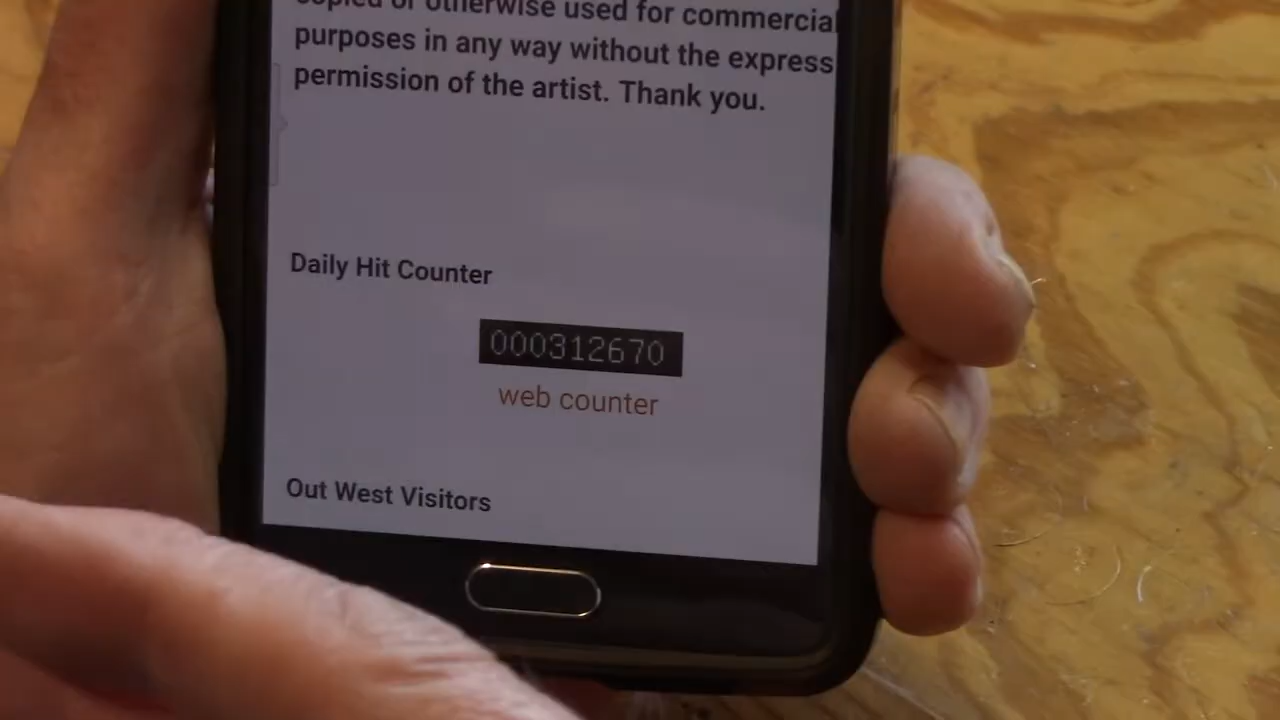 copied or otherwise used for commercial
purposes in any way without the express
permission of the artist. Thank you.
Daily Hit Counter
000312670
web counter
Out West Visitors